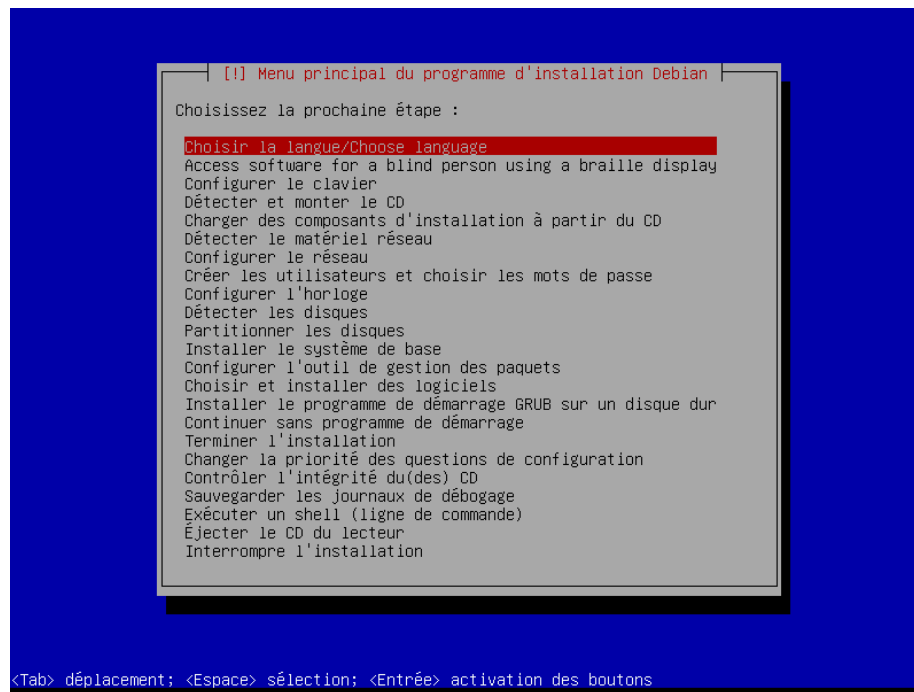 [!] Menu principal du programme d'installation Debian
Choisissez la prochaine étape :
Choisir la langue/Choose language
Access software for a blind person using a braille display
Configurer le clavier
Détecter et monter le CD
Charger des composants d'installation à partir du CD
Détecter le matériel réseau
Configurer le réseau
Créer les utilisateurs et choisir les mots de passe
Configurer l'horloge
Détecter les disques
Partitionner les disques
Installer le système de base
Configurer l'outil de gestion des paquets
Choisir et installer des logiciels
Installer le programme de démarrage GRUB sur un disque dur
Continuer sans programme de démarrage
Terminer l'installation
Changer la priorité des questions de configuration
Contrôler l'intégrité du(des) CD
Sauvegarder les journaux de débogage
Exécuter un shell (ligne de commande)
Éjecter le CD du lecteur
Interrompre l'installation
<Tab> déplacement; <Espace> sélection; <Entrée> activation des boutons